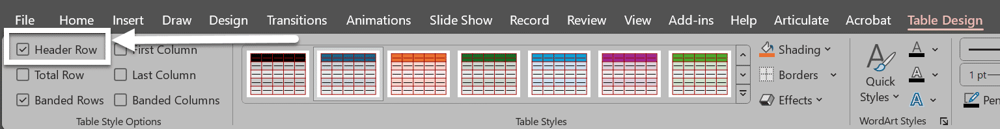 File Home Insert Draw Design Transitions Animations Slide Show Record Review View Add-ins Help Articulate Acrobat Table Design
Header Row First Column
Total Row Last Column
Banded Rows Banded Columns
Table Style Options
Table Styles
Shading
Borders
Effects
Quick
Styles
A
A
A
WordArt Styles
1 pt
Pen